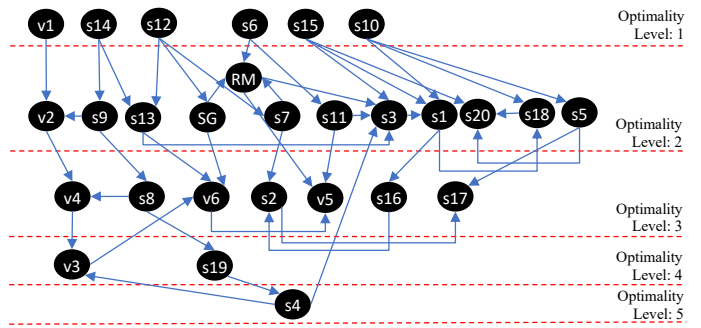 v1 s14 s12 s6 s15 s10 Optimality
Level: 1
RM
v2 s9 s13 SG s7 s11 s3 s1 s20 s18 s5 Optimality
Level: 2
v4 s8 v6 s2 v5 s16 s17 Optimality
Level: 3
v3 s19 Optimality
Level: 4
s4 Optimality
Level: 5